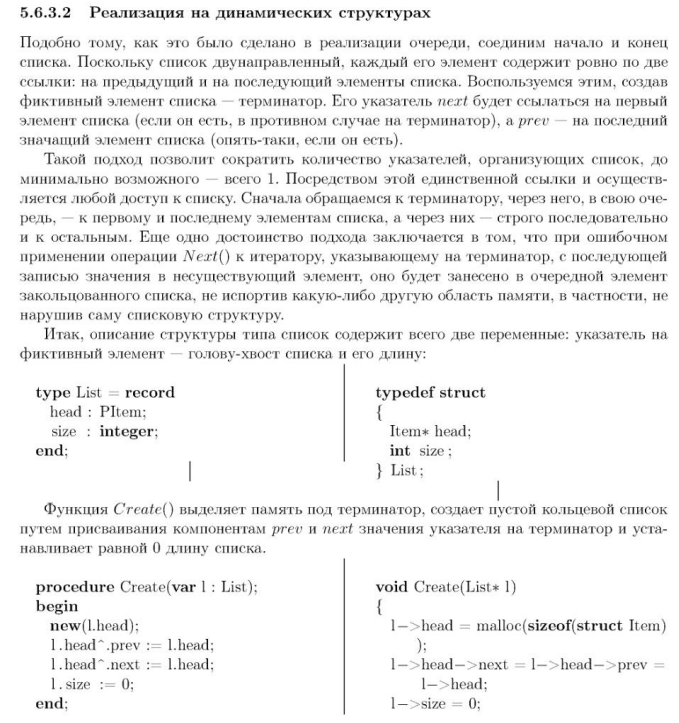 5.6.3.2 Реализация на динамических структурах
Подобно тому, как это было сделано в реализации очереди, соединим начало и конец
списка. Поскольку список двунаправленный, каждый его элемент содержит ровно по две
ссылки: на предыдущий и на последующий элементы списка. Воспользуемся этим, создав
фиктивный элемент списка — терминатор. Его указатель next будет ссылаться на первый
элемент списка (если он есть, в противном случае на терминатор), а prev — на последний
значащий элемент списка (опять-таки, если он есть).
Такой подход позволит сократить количество указателей, организующих список, до
минимально возможного — всего 1. Посредством этой единственной ссылки и осуществ-
ляется любой доступ к списку. Сначала обращаемся к терминатору, через него, в свою оче-
редь, — к первому и последнему элементам списка, а через них — строго последовательно
и к остальным. Еще одно достоинство подхода заключается в том, что при ошибочном
применении операции Next() к итератору, указывающему на терминатор, с последующей
записью значения в несуществующий элемент, оно будет занесено в очередной элемент
закольцованного списка, не испортив какую-либо другую область памяти, в частности, не
нарушив саму списковую структуру.
Итак, описание структуры типа список содержит всего две переменные: указатель на
фиктивный элемент — голову-хвост списка и его длину:
type List = record
head : PItem;
size : integer;
end;
typedef struct
{
Item* head;
int size;
} List;
Функция Create() выделяет память под терминатор, создает пустой кольцевой список
путем присваивания компонентам prev и next значения указателя на терминатор и уста-
навливает равной 0 длину списка.
procedure Create(var l : List);
begin
new(l.head);
l.head^.prev := l.head;
l.head^.next := l.head;
l.size := 0;
end;
void Create(List* l)
{
l->head = malloc(sizeof(struct Item)
);
l->head->next = l->head->prev =
l->head;
l->size = 0;